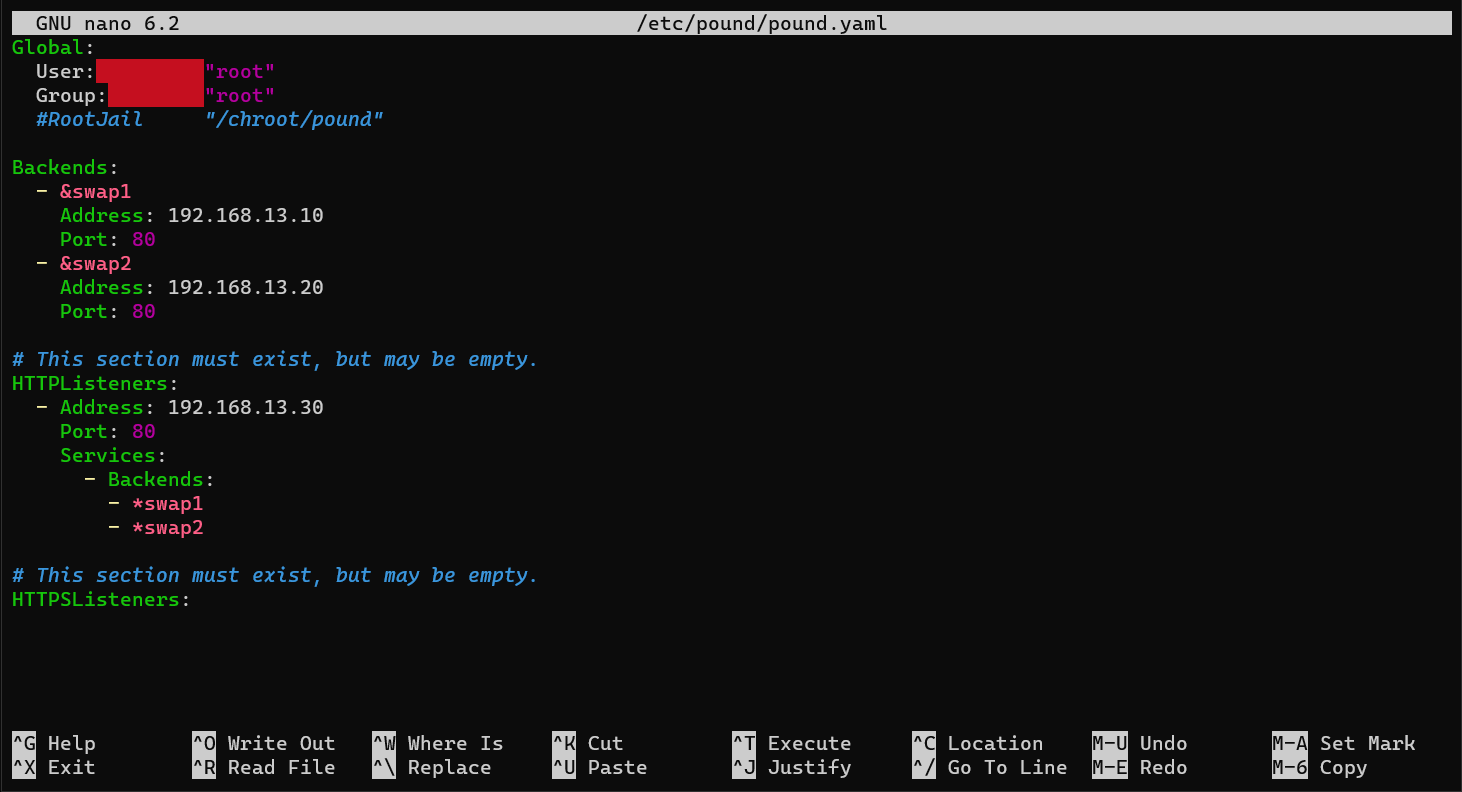 GNU nano 6.2 /etc/pound/pound.yaml
Global:
  User:         "root"
  Group:        "root"
  #RootJail     "/chroot/pound"

Backends:
  - &swap1
    Address: 192.168.13.10
    Port: 80
  - &swap2
    Address: 192.168.13.20
    Port: 80

# This section must exist, but may be empty.
HTTPListeners:
  - Address: 192.168.13.30
    Port: 80
    Services:
      - Backends:
        - *swap1
        - *swap2

# This section must exist, but may be empty.
HTTPSListeners:

^G Help ^O Write Out ^W Where Is ^K Cut ^T Execute ^C Location M-U Undo M-A Set Mark
^X Exit ^R Read File ^\ Replace ^U Paste ^J Justify ^/ Go To Line M-E Redo M-6 Copy